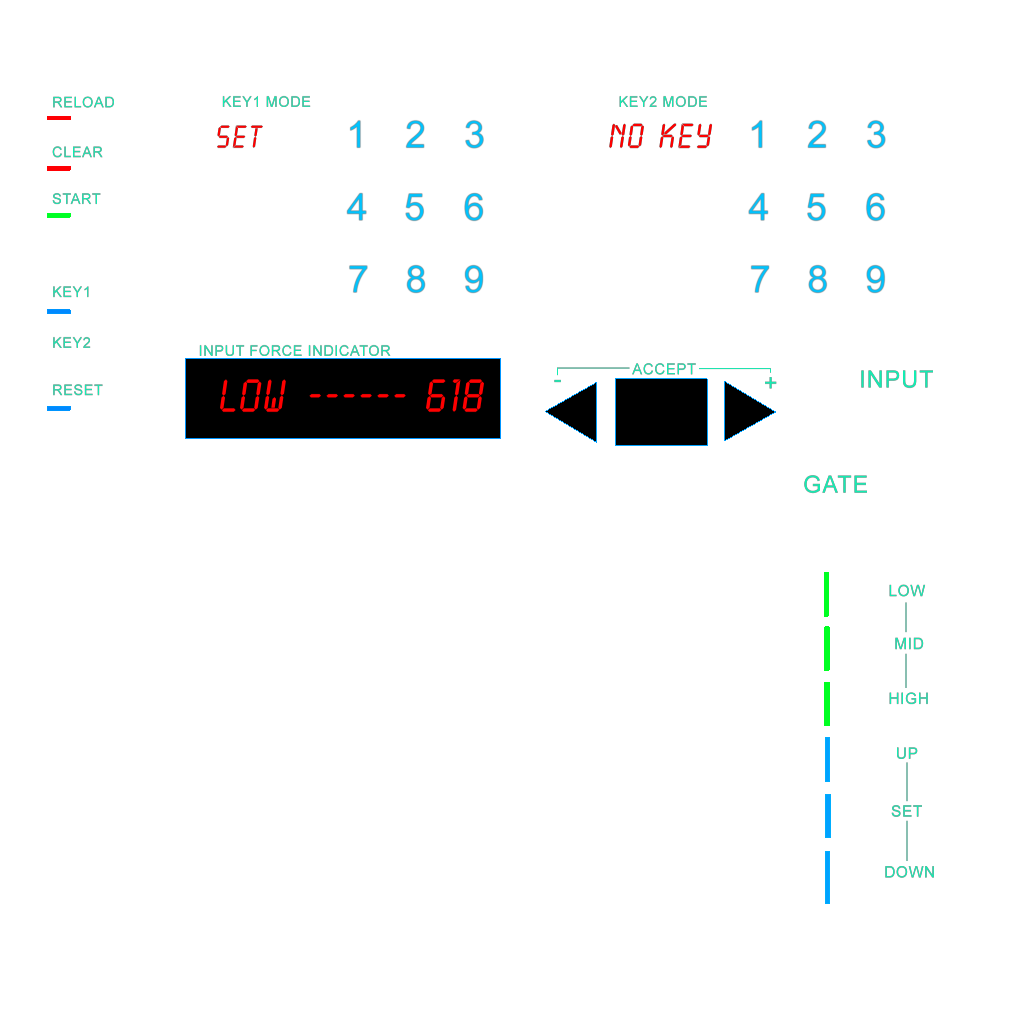 RELOAD
CLEAR
START
KEY1
KEY2
RESET
KEY1 MODE
SET
1 2 3
4 5 6
7 8 9
KEY2 MODE
NO KEY
1 2 3
4 5 6
7 8 9
INPUT FORCE INDICATOR
LOW ------ 618
ACCEPT
- +
INPUT
GATE
LOW
MID
HIGH
UP
SET
DOWN